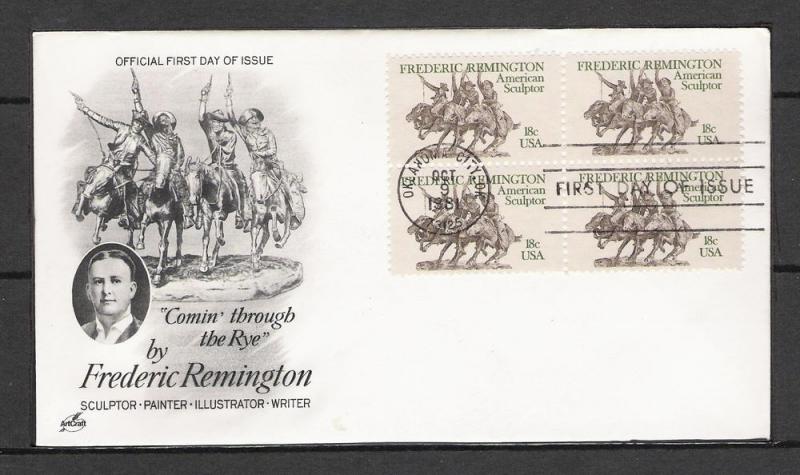 OFFICIAL FIRST DAY OF ISSUE
"Comin' through
the Rye"
by
Frederic Remington
SCULPTOR · PAINTER · ILLUSTRATOR · WRITER
ArtCraft
FREDERIC REMINGTON
American
Sculptor
18c
USA
FREDERIC REMINGTON
American
Sculptor
18c
USA
FREDERIC REMINGTON
American
Sculptor
18c
USA
FREDERIC REMINGTON
American
Sculptor
18c
USA
OKLAHOMA CITY, OK
OCT
9
1981
73125
FIRST DAY OF ISSUE